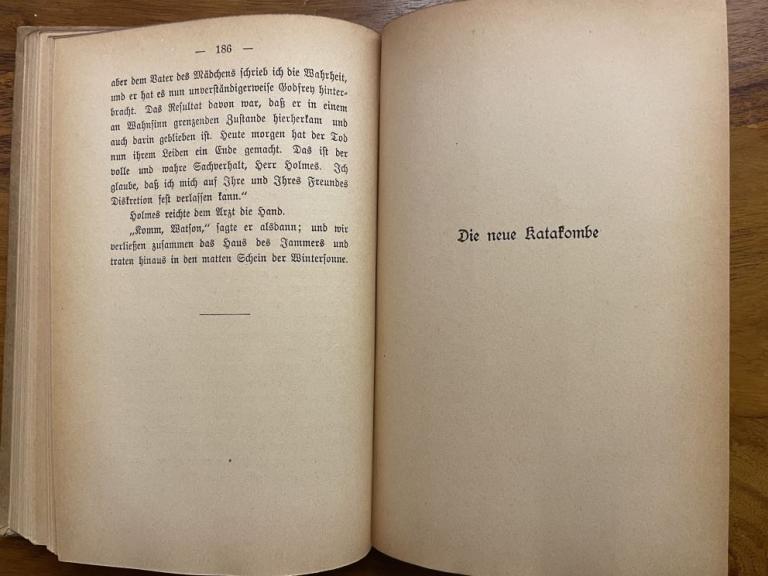 — 186 —
aber dem Vater des Mädchens schrieb ich die Wahrheit,
und er hat es nun unverständigerweise Godfrey hinter-
bracht. Das Resultat davon war, daß er in einem
an Wahnsinn grenzenden Zustande hierherkam und
auch darin geblieben ist. Heute morgen hat der Tod
nun ihrem Leiden ein Ende gemacht. Das ist der
volle und wahre Sachverhalt, Herr Holmes. Ich
glaube, daß ich mich auf Ihre und Ihres Freundes
Diskretion fest verlassen kann.“
Holmes reichte dem Arzt die Hand.
„Komm, Watson,“ sagte er alsdann; und wir
verließen zusammen das Haus des Jammers und
traten hinaus in den matten Schein der Wintersonne.
Die neue Katakombe